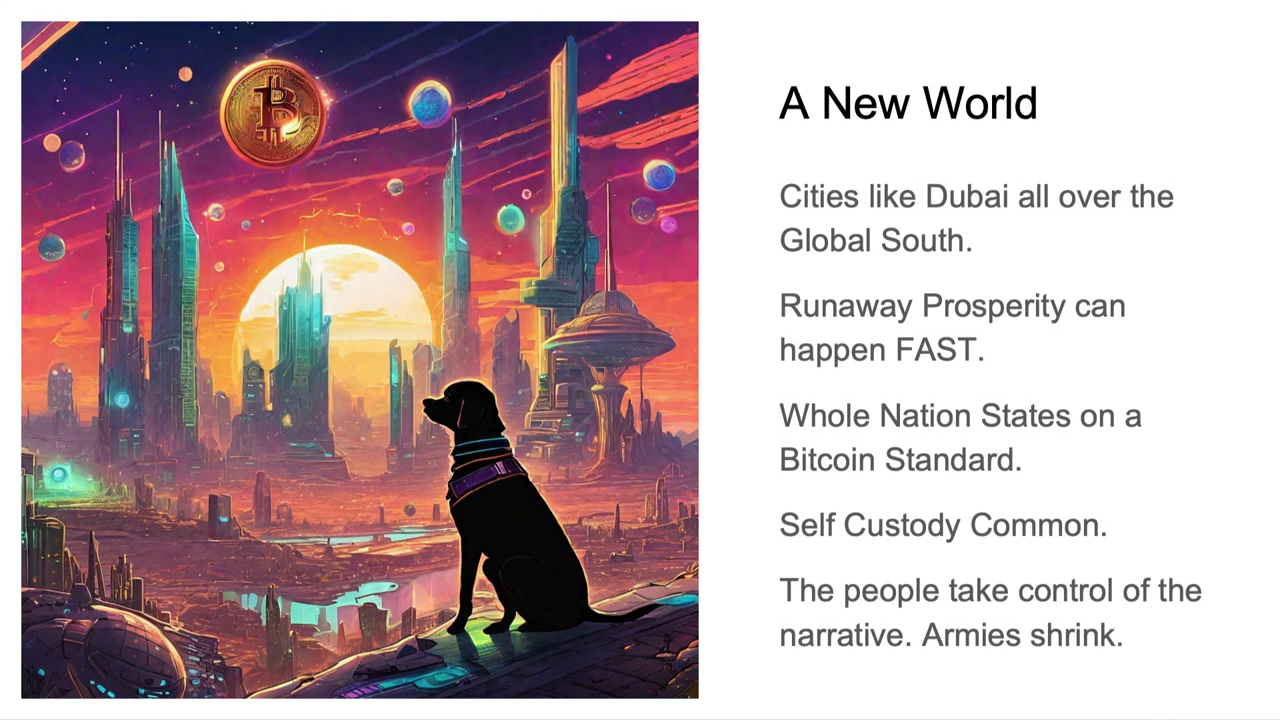 A New World
Cities like Dubai all over the
Global South.
Runaway Prosperity can
happen FAST.
Whole Nation States on a
Bitcoin Standard.
Self Custody Common.
The people take control of the
narrative. Armies shrink.